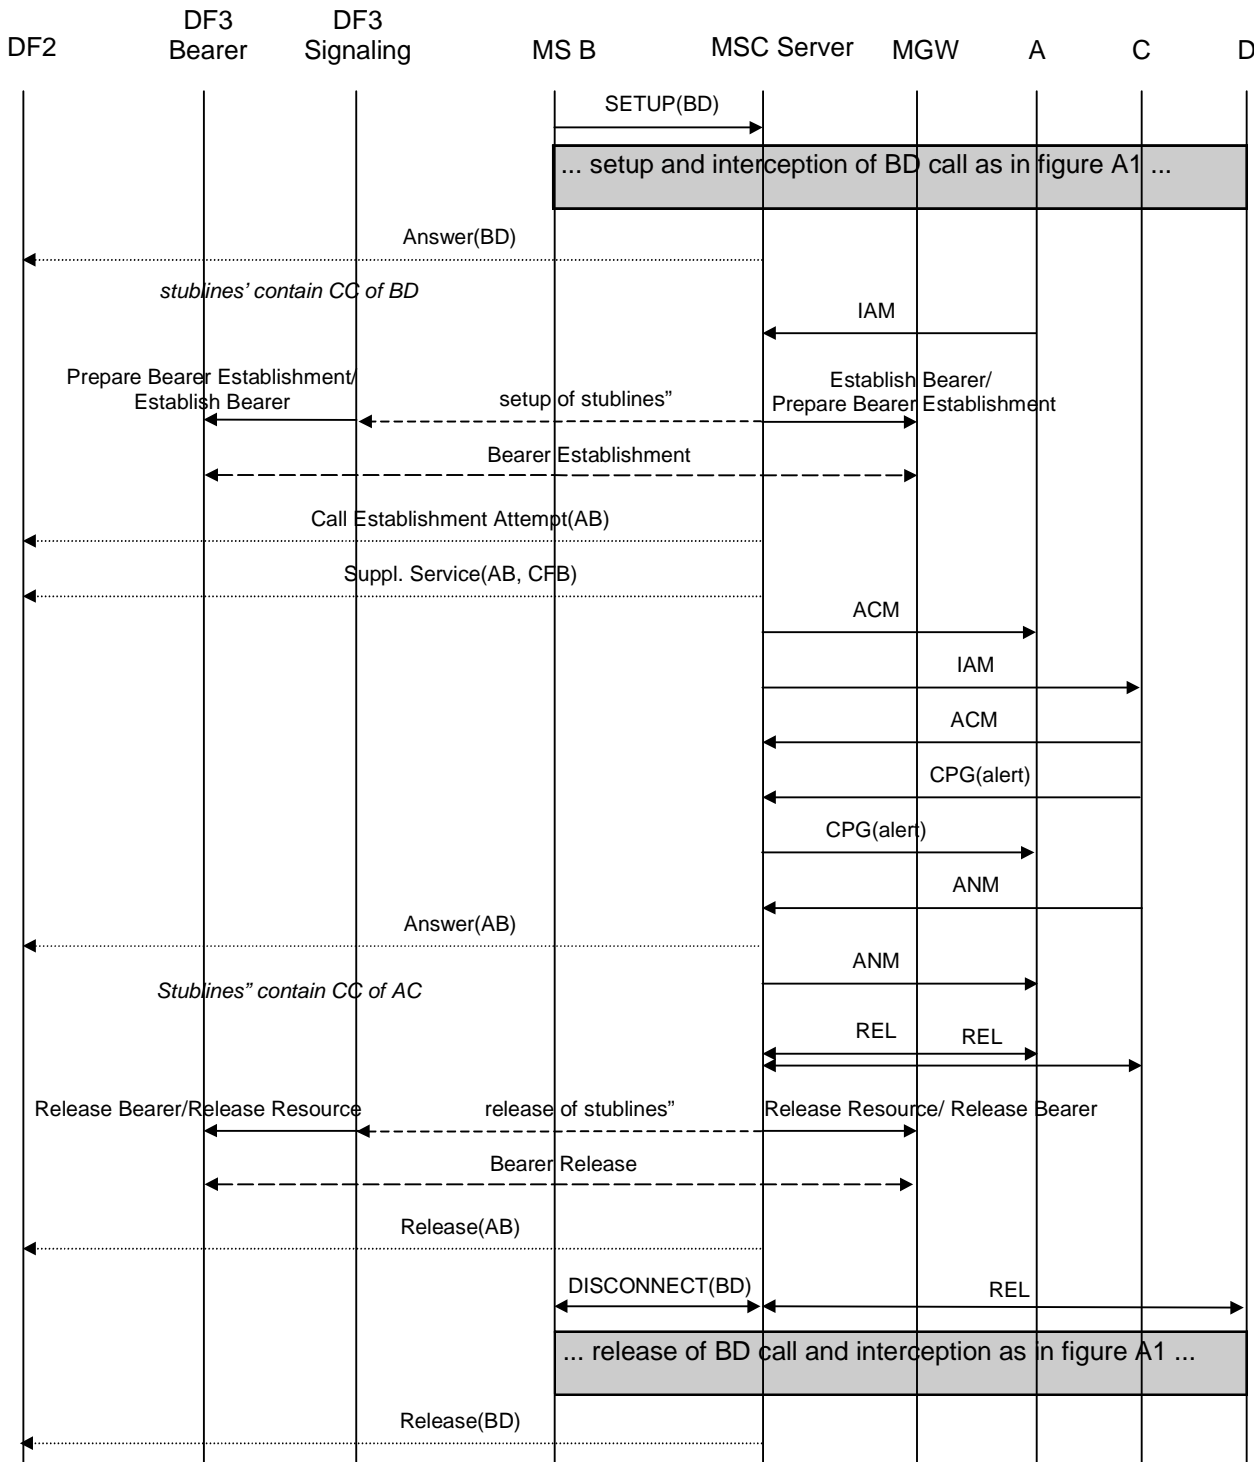 DF2
DF3
Bearer
DF3
Signaling
MS B
MSC Server
MGW
A
C
D
SETUP(BD)
... setup and interception of BD call as in figure A1 ...
Answer(BD)
stublines’ contain CC of BD
IAM
Prepare Bearer Establishment/
Establish Bearer
setup of stublines”
Establish Bearer/
Prepare Bearer Establishment
Bearer Establishment
Call Establishment Attempt(AB)
Suppl. Service(AB, CFB)
ACM
IAM
ACM
CPG(alert)
CPG(alert)
ANM
Answer(AB)
ANM
Stublines” contain CC of AC
REL
REL
Release Bearer/Release Resource
release of stublines”
Release Resource/ Release Bearer
Bearer Release
Release(AB)
DISCONNECT(BD)
REL
... release of BD call and interception as in figure A1 ...
Release(BD)